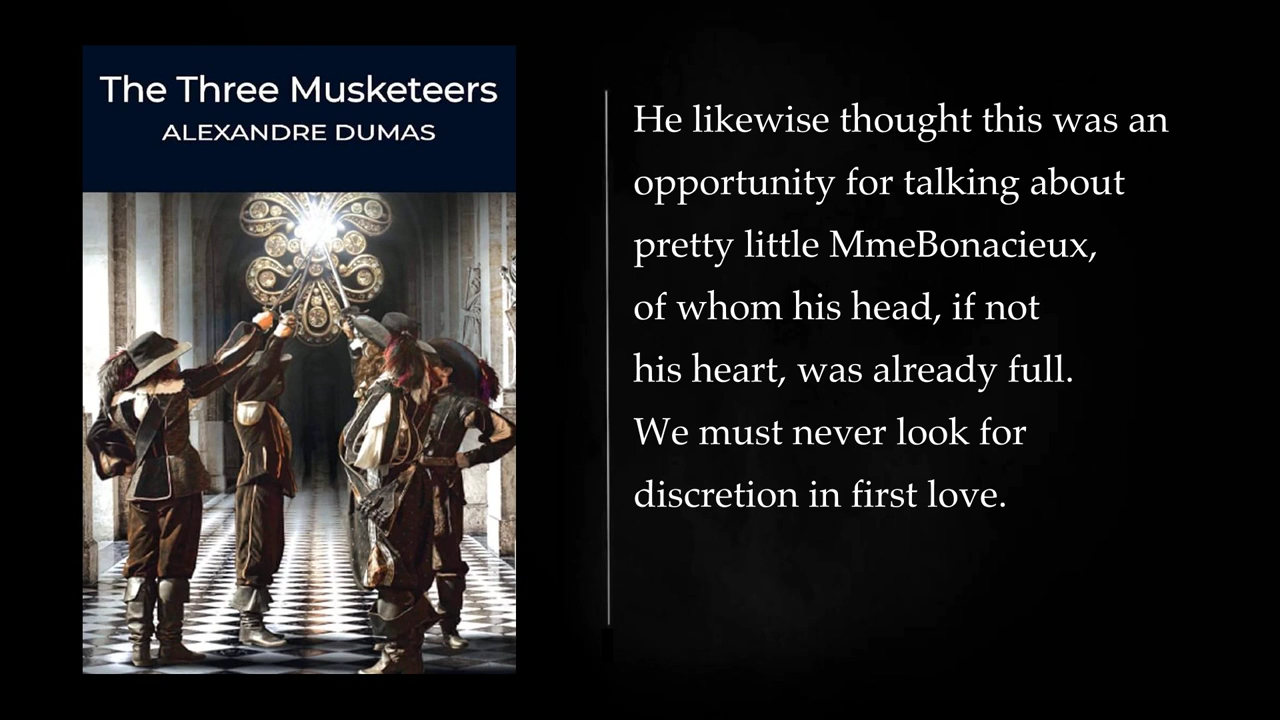 The Three Musketeers
ALEXANDRE DUMAS
He likewise thought this was an
opportunity for talking about
pretty little MmeBonacieux,
of whom his head, if not
his heart, was already full.
We must never look for
discretion in first love.